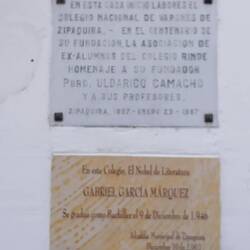 EN ESTA CASA INICIO LABORES EL
COLEGIO NACIONAL DE VARONES DE
ZIPAQUIRA, - EN EL CENTENARIO DE
SU FUNDACION, LA ASOCIACION DE
EX-ALUMNOS DEL COLEGIO RINDE
HOMENAJE A SU FUNDADOR
PBRO. ULDARICO CAMACHO
Y A SUS PROFESORES.
ZIPAQUIRA, 1887 - ENERO 23 - 1987
En este Colegio, El Nobel de Literatura
GABRIEL GARCÍA MÁRQUEZ
Se graduó como Bachiller el 9 de Diciembre de 1.946
Alcaldía Municipal de Zipaquirá
Diciembre